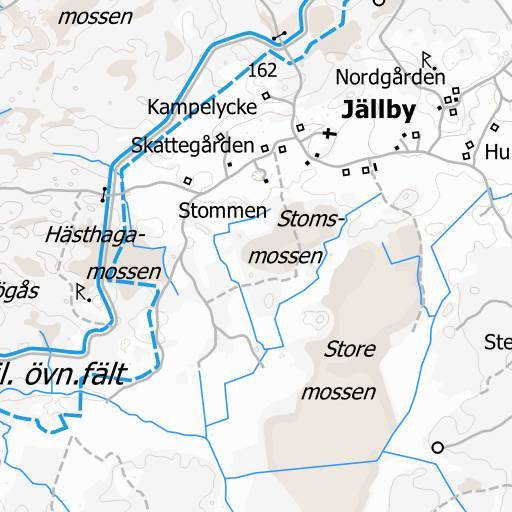 mossen
162
Nordgården
Kampelycke
Jällby
Skattegården
Hu
Stommen
Stoms-
mossen
Hästhaga-
mossen
ögås
Store
mossen
Ste
l. övn.fält
R
R